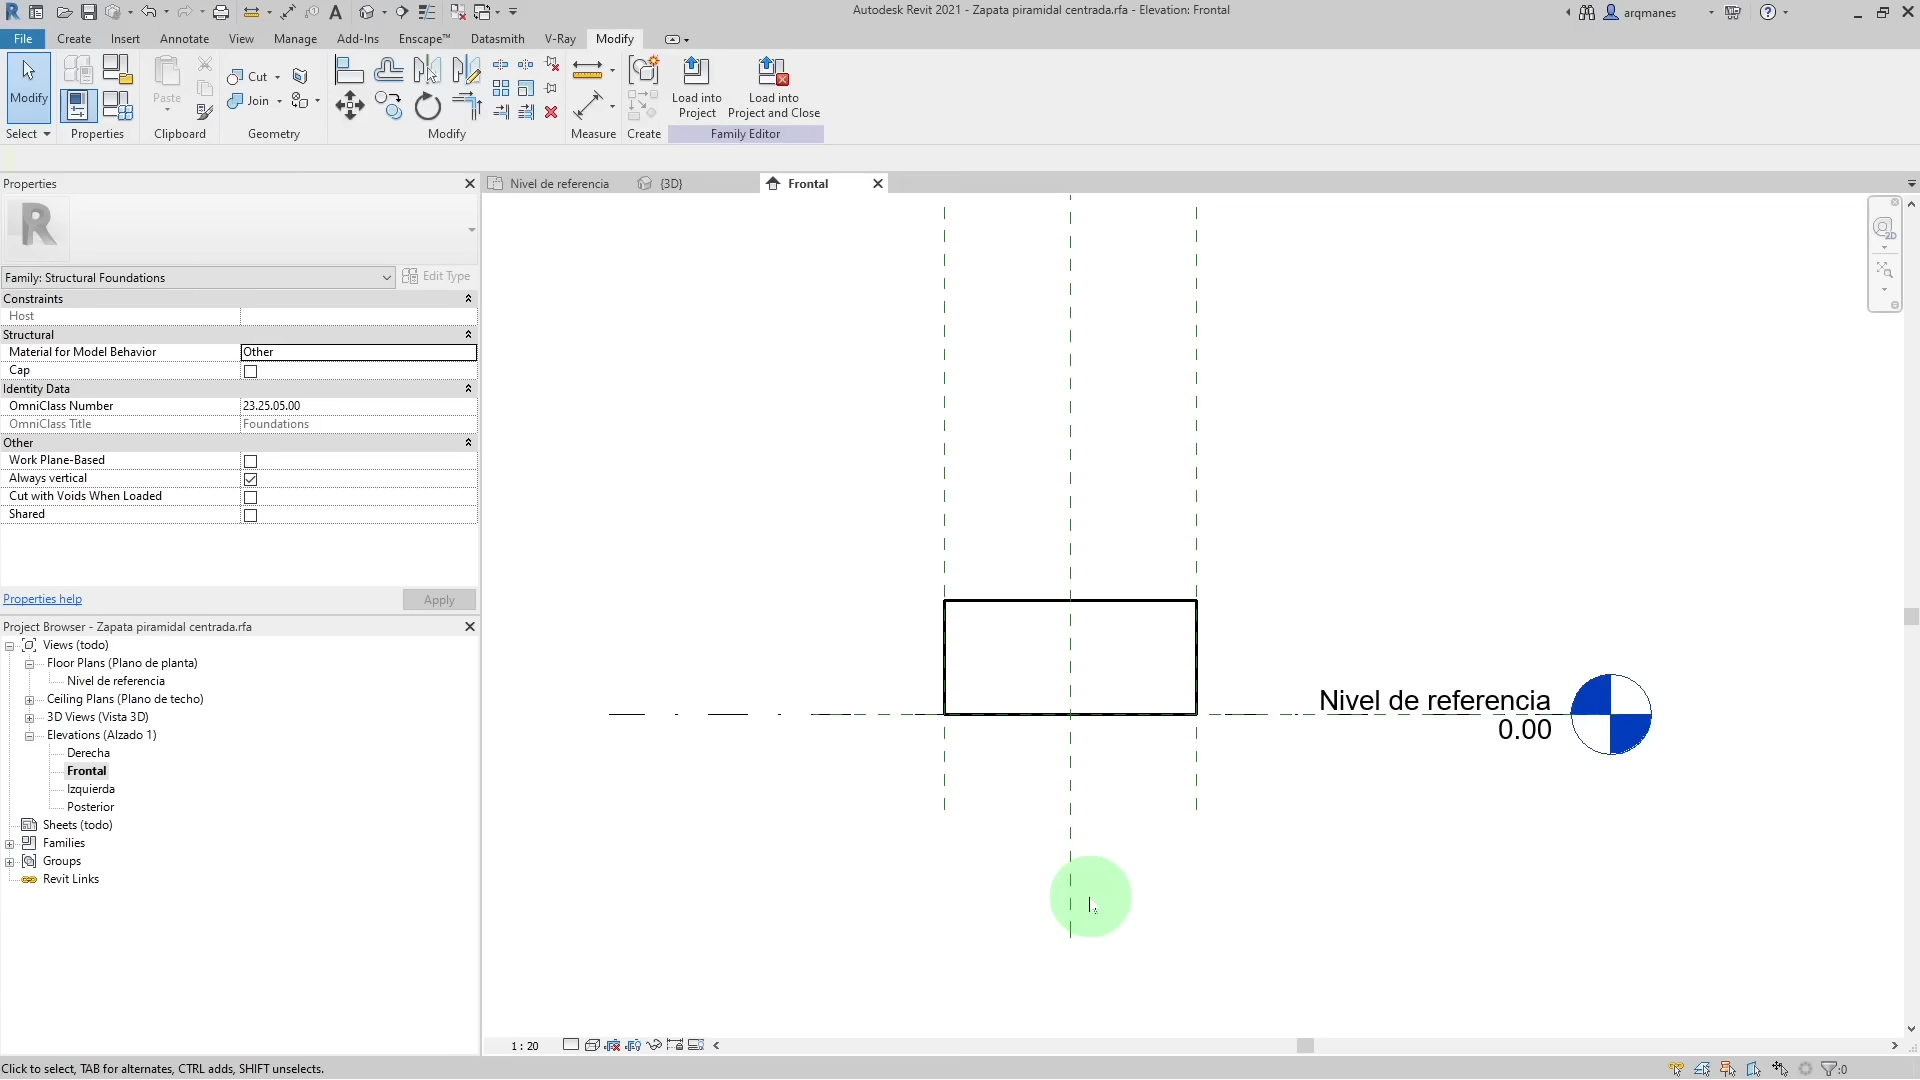 Autodesk Revit 2021 - Zapata piramidal centrada.rfa - Elevation: Frontal
arqmanes
File Create Insert Annotate View Manage Add-Ins Enscape™ Datasmith V-Ray Modify
Modify
Paste
Cut
Join
Load into Project
Load into Project and Close
Select Properties Clipboard Geometry Modify Measure Create Family Editor
Properties
Nivel de referencia {3D} Frontal
R
2D
Family: Structural Foundations
Edit Type
Constraints
Host
Structural
Material for Model Behavior Other
Cap
Identity Data
OmniClass Number 23.25.05.00
OmniClass Title Foundations
Other
Work Plane-Based
Always vertical
Cut with Voids When Loaded
Shared
Properties help
Apply
Project Browser - Zapata piramidal centrada.rfa
Views (todo)
Floor Plans (Plano de planta)
Nivel de referencia
Ceiling Plans (Plano de techo)
3D Views (Vista 3D)
Elevations (Alzado 1)
Derecha
Frontal
Izquierda
Posterior
Sheets (todo)
Families
Groups
Revit Links
Nivel de referencia
0.00
1 : 20
Click to select, TAB for alternates, CTRL adds, SHIFT unselects.
:0